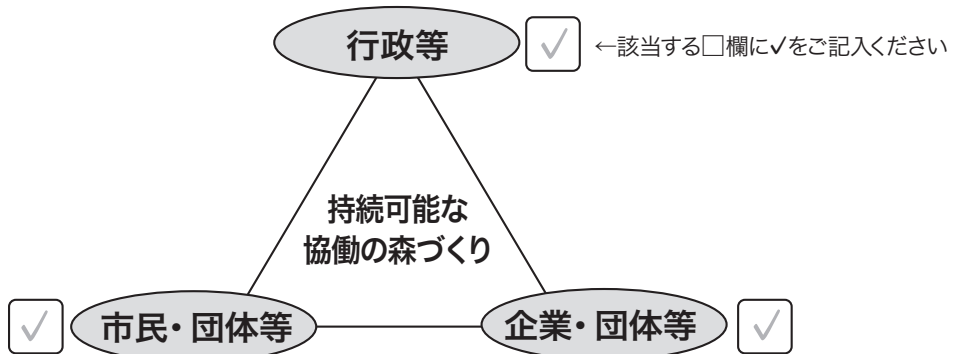 行政等
←該当する□欄に✓をご記入ください
持続可能な
協働の森づくり
市民・団体等
企業・団体等